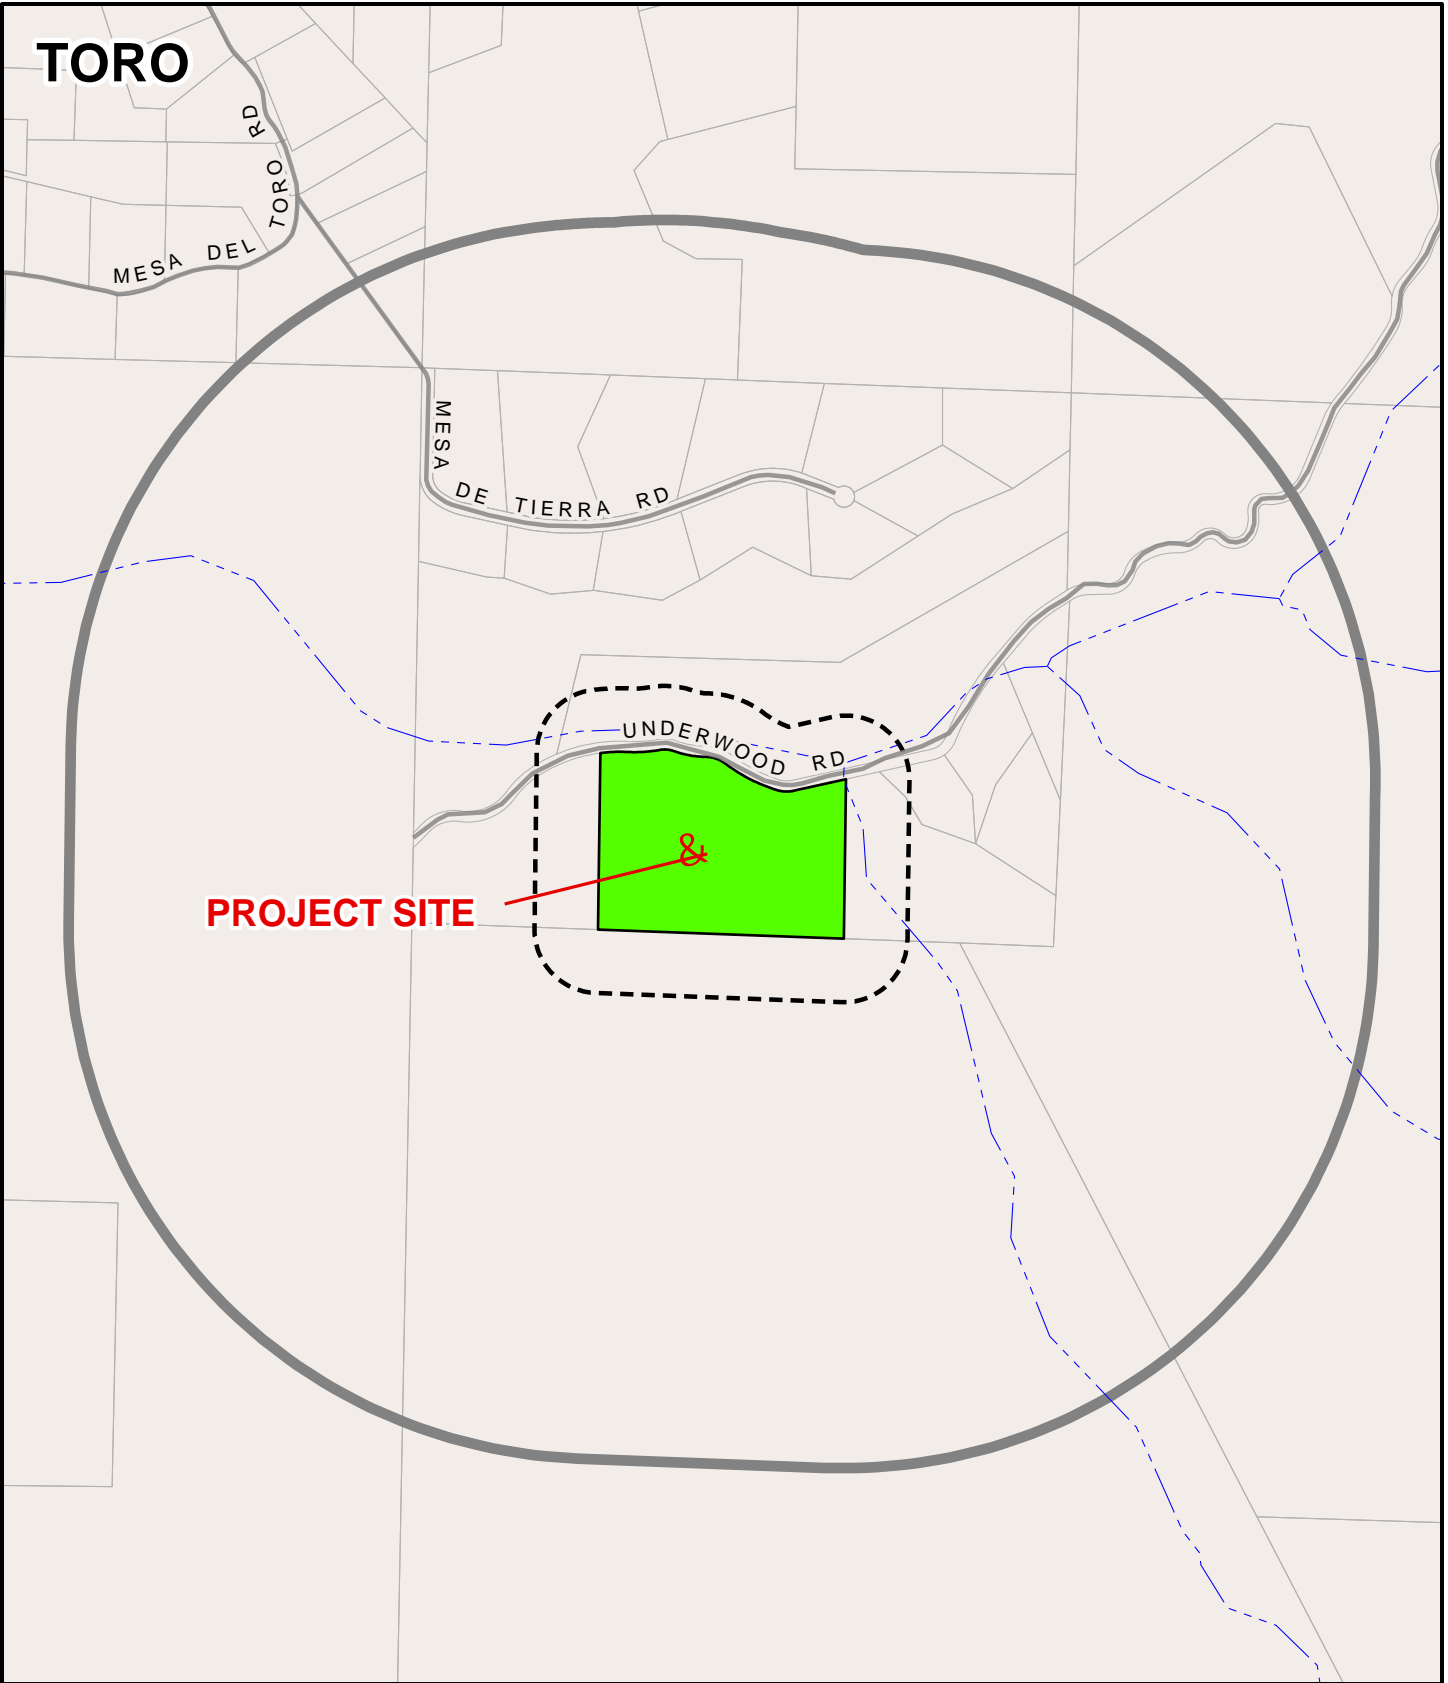 TORO
MESA DEL TORO RD
MESA DE TIERRA RD
UNDERWOOD RD
&
PROJECT SITE